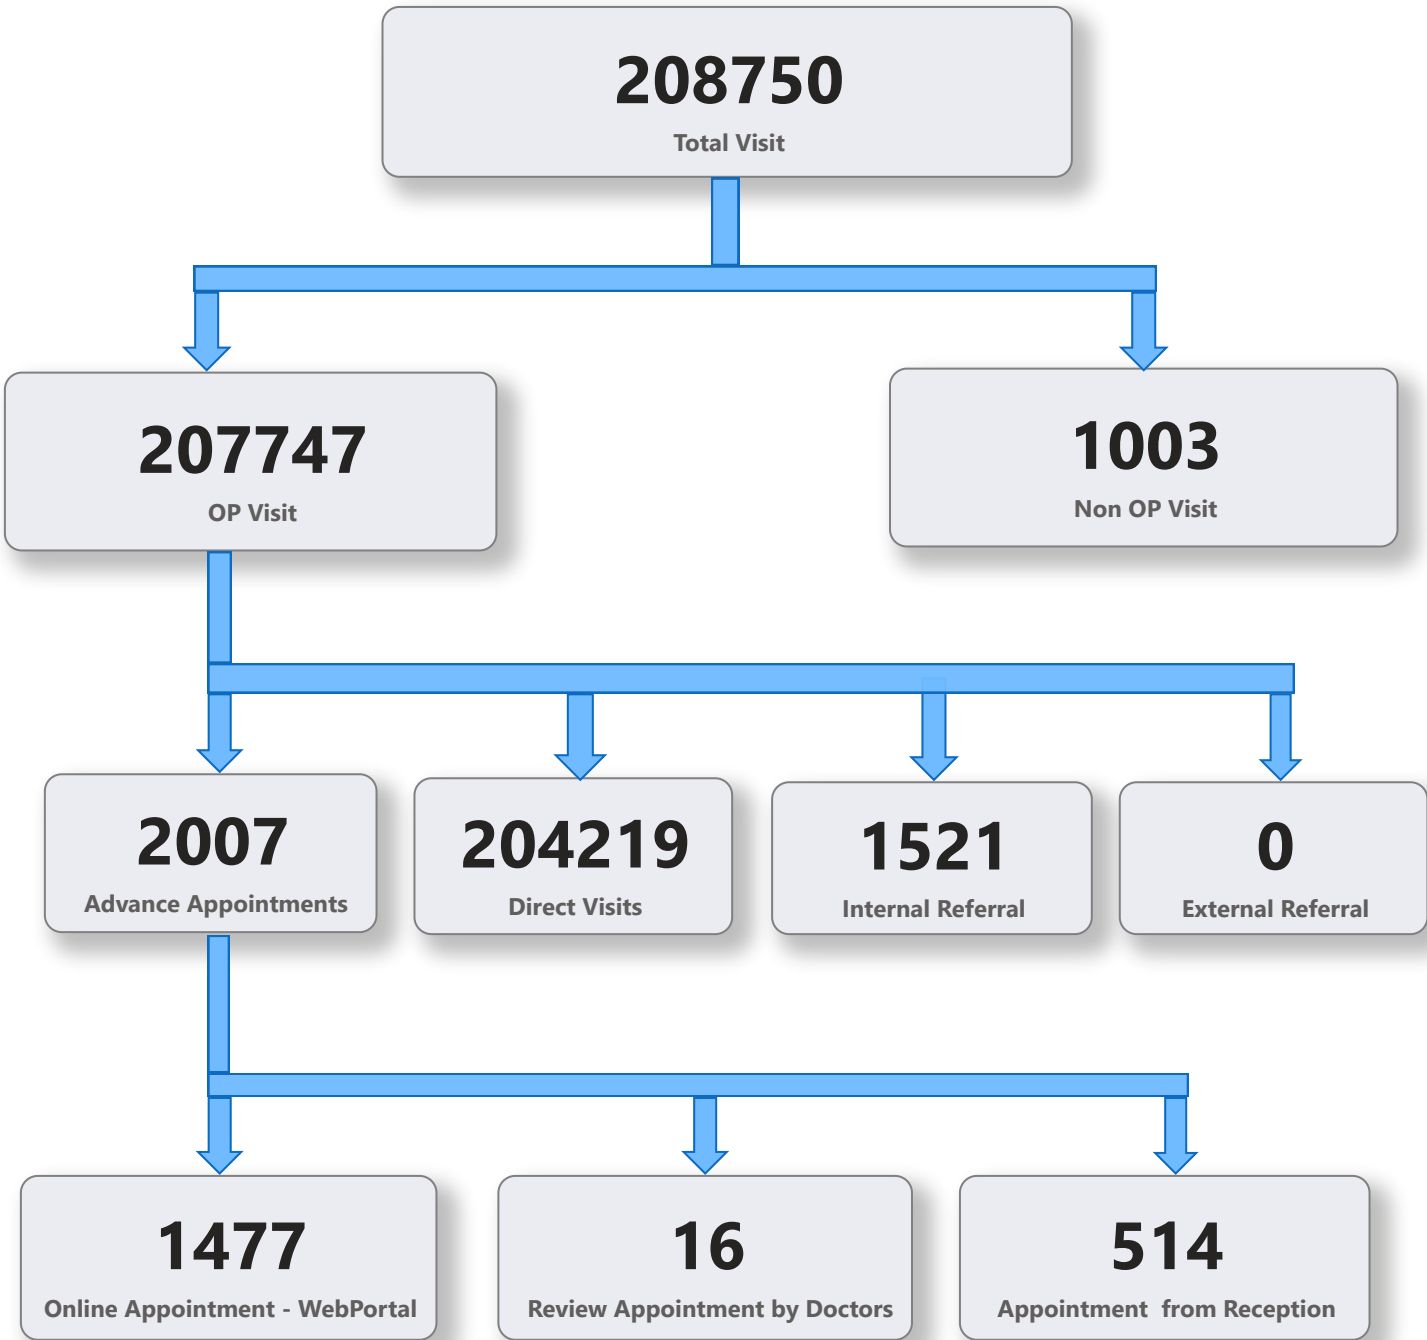 208750
Total Visit
207747
OP Visit
1003
Non OP Visit
2007
Advance Appointments
204219
Direct Visits
1521
Internal Referral
0
External Referral
1477
Online Appointment - WebPortal
16
Review Appointment by Doctors
514
Appointment  from Reception